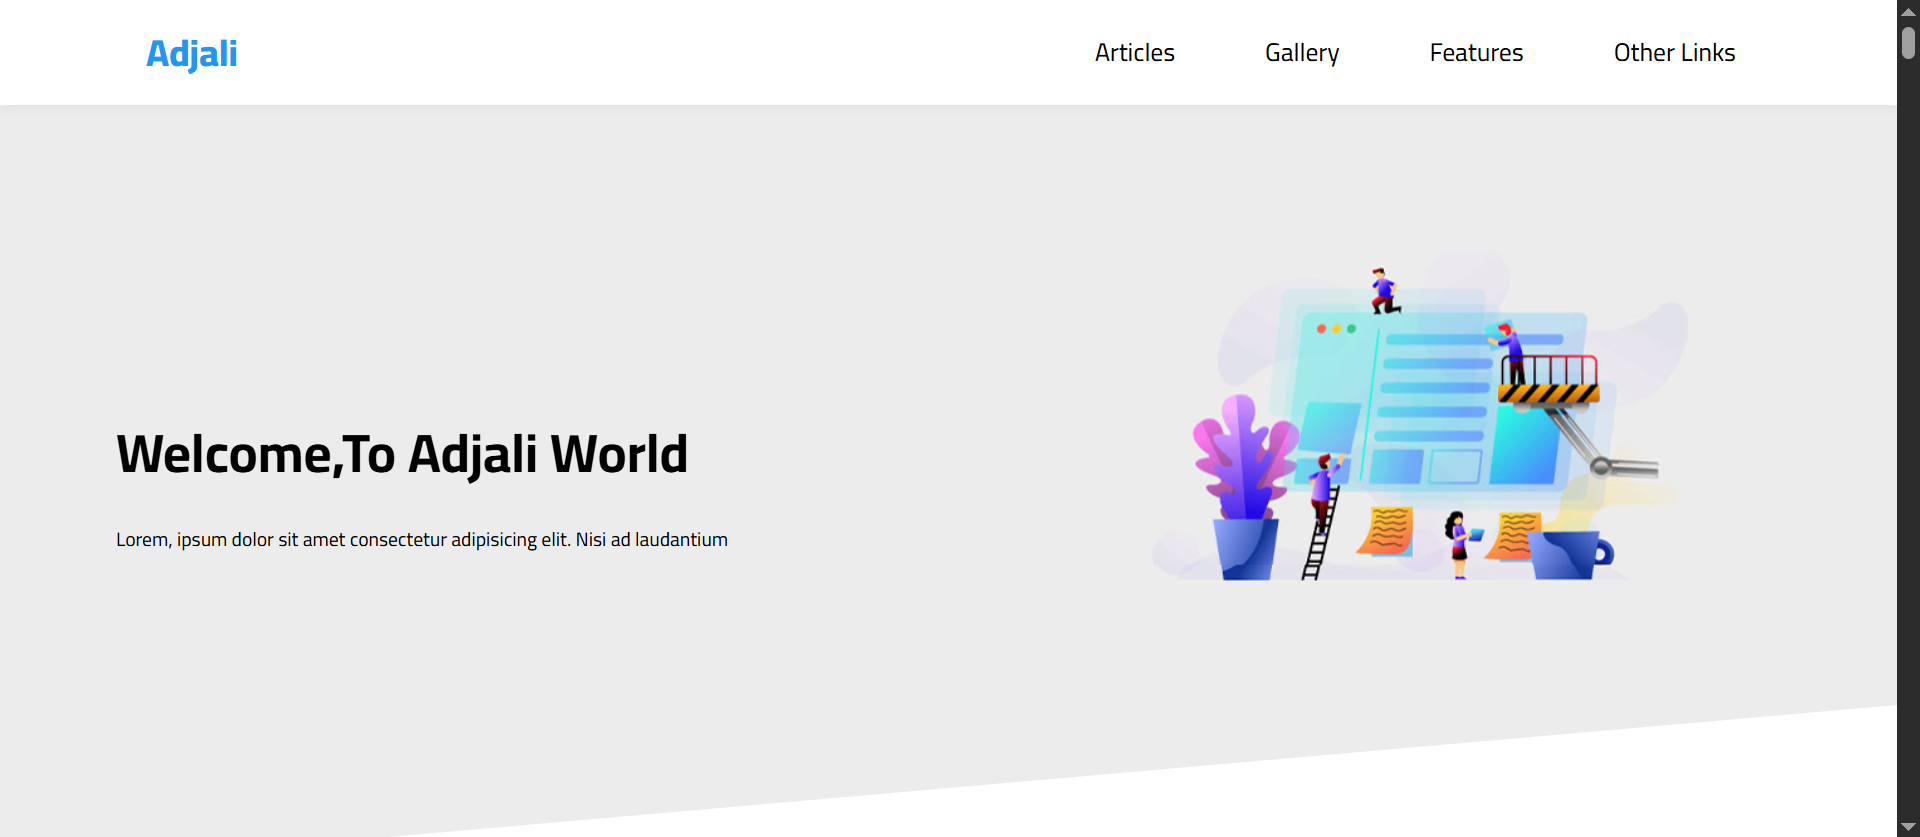 Adjali
Articles
Gallery
Features
Other Links
Welcome,To Adjali World
Lorem, ipsum dolor sit amet consectetur adipisicing elit. Nisi ad laudantium